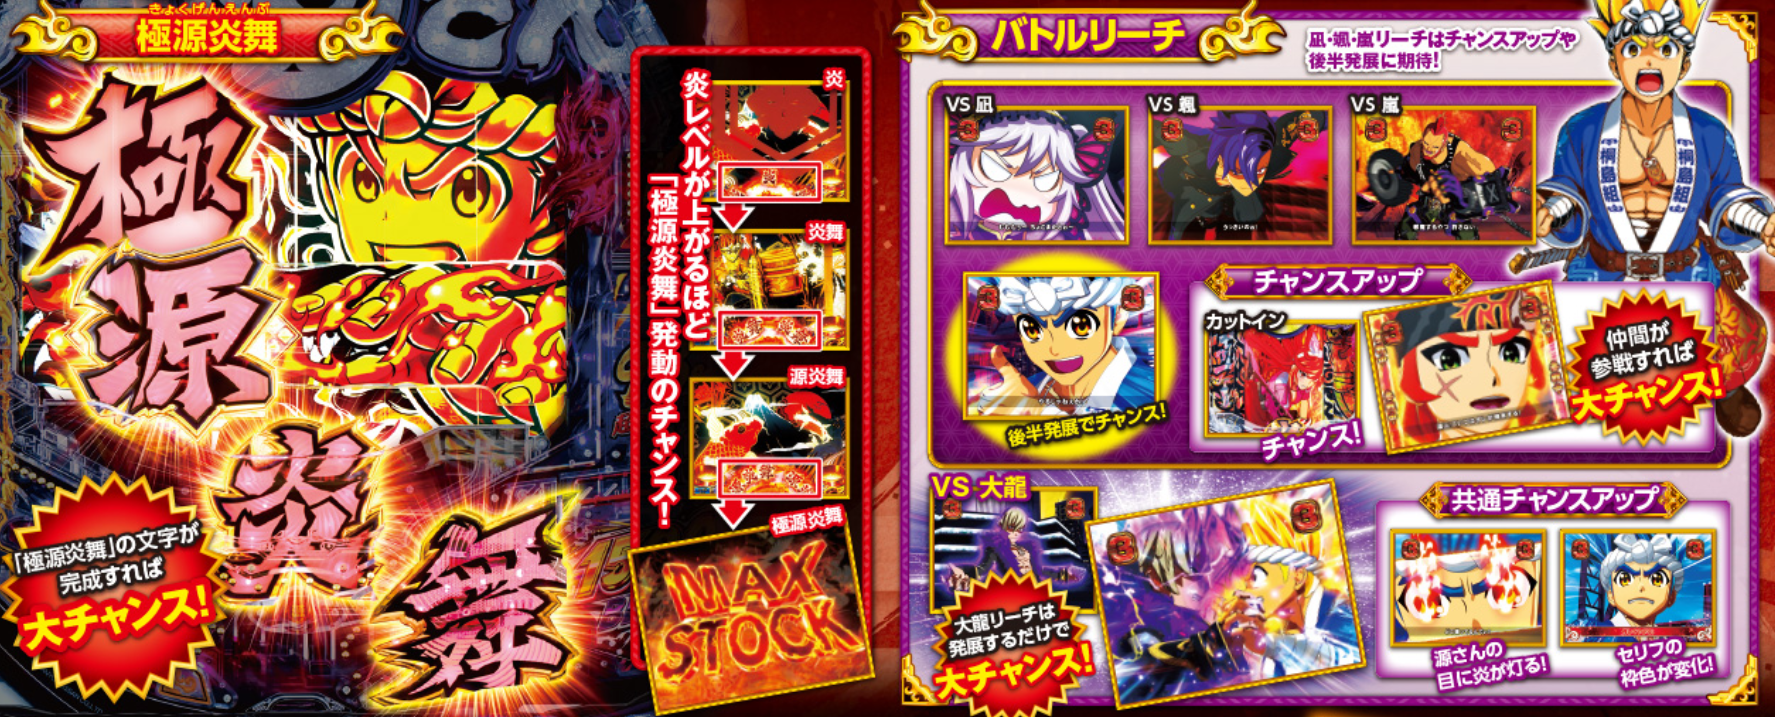 きょくげんえんぶ
極源炎舞
極
源
炎
舞
「極源炎舞」の文字が
完成すれば
大チャンス!
炎レベルが上がるほど
「極源炎舞」発動のチャンス!
炎
炎舞
源炎舞
極源炎舞
MAX
STOCK
バトルリーチ
凪・颯・嵐リーチはチャンスアップや
後半発展に期待!
VS 凪
VS 颯
VS 嵐
桐島組
桐島組
後半発展でチャンス!
チャンスアップ
カットイン
チャンス!
仲間が
参戦すれば
大チャンス!
VS 大龍
大龍リーチは
発展するだけで
大チャンス!
共通チャンスアップ
源さんの
目に炎が灯る!
セリフの
枠色が変化!